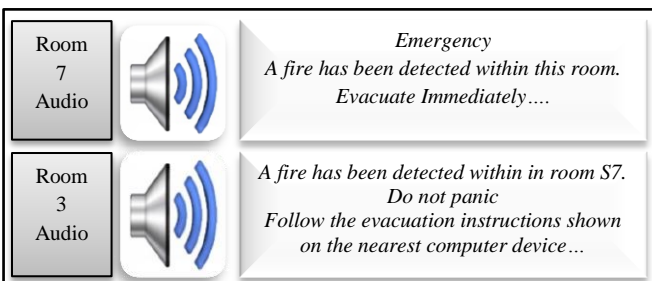 Room
7
Audio
Emergency
A fire has been detected within this room.
Evacuate Immediately….
Room
3
Audio
A fire has been detected within in room S7.
Do not panic
Follow the evacuation instructions shown
on the nearest computer device…